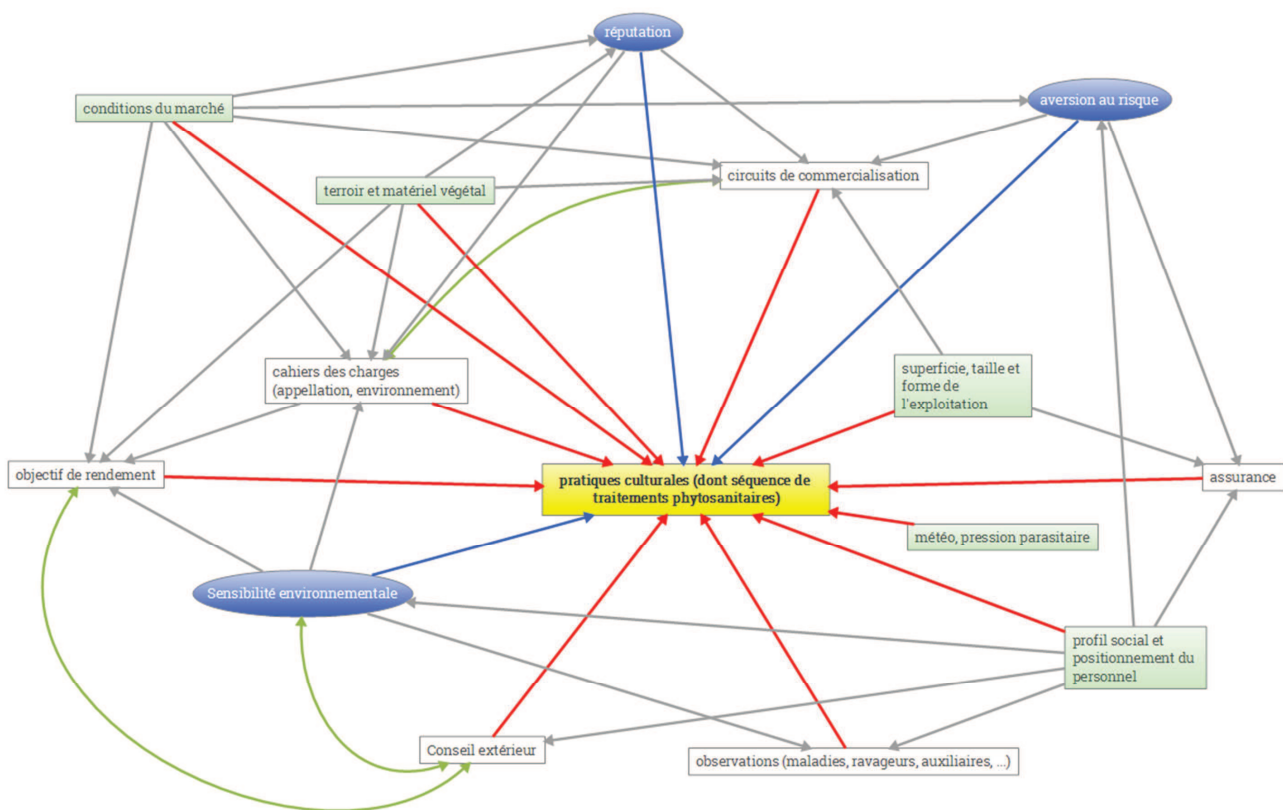 réputation
conditions du marché
aversion au risque
circuits de commercialisation
terroir et matériel végétal
cahiers des charges
(appellation, environnement)
superficie, taille et
forme de
l'exploitation
objectif de rendement
pratiques culturales (dont séquence de
traitements phytosanitaires)
assurance
météo, pression parasitaire
Sensibilité environnementale
profil social et
positionnement du
personnel
Conseil extérieur
observations (maladies, ravageurs, auxiliaires, ...)